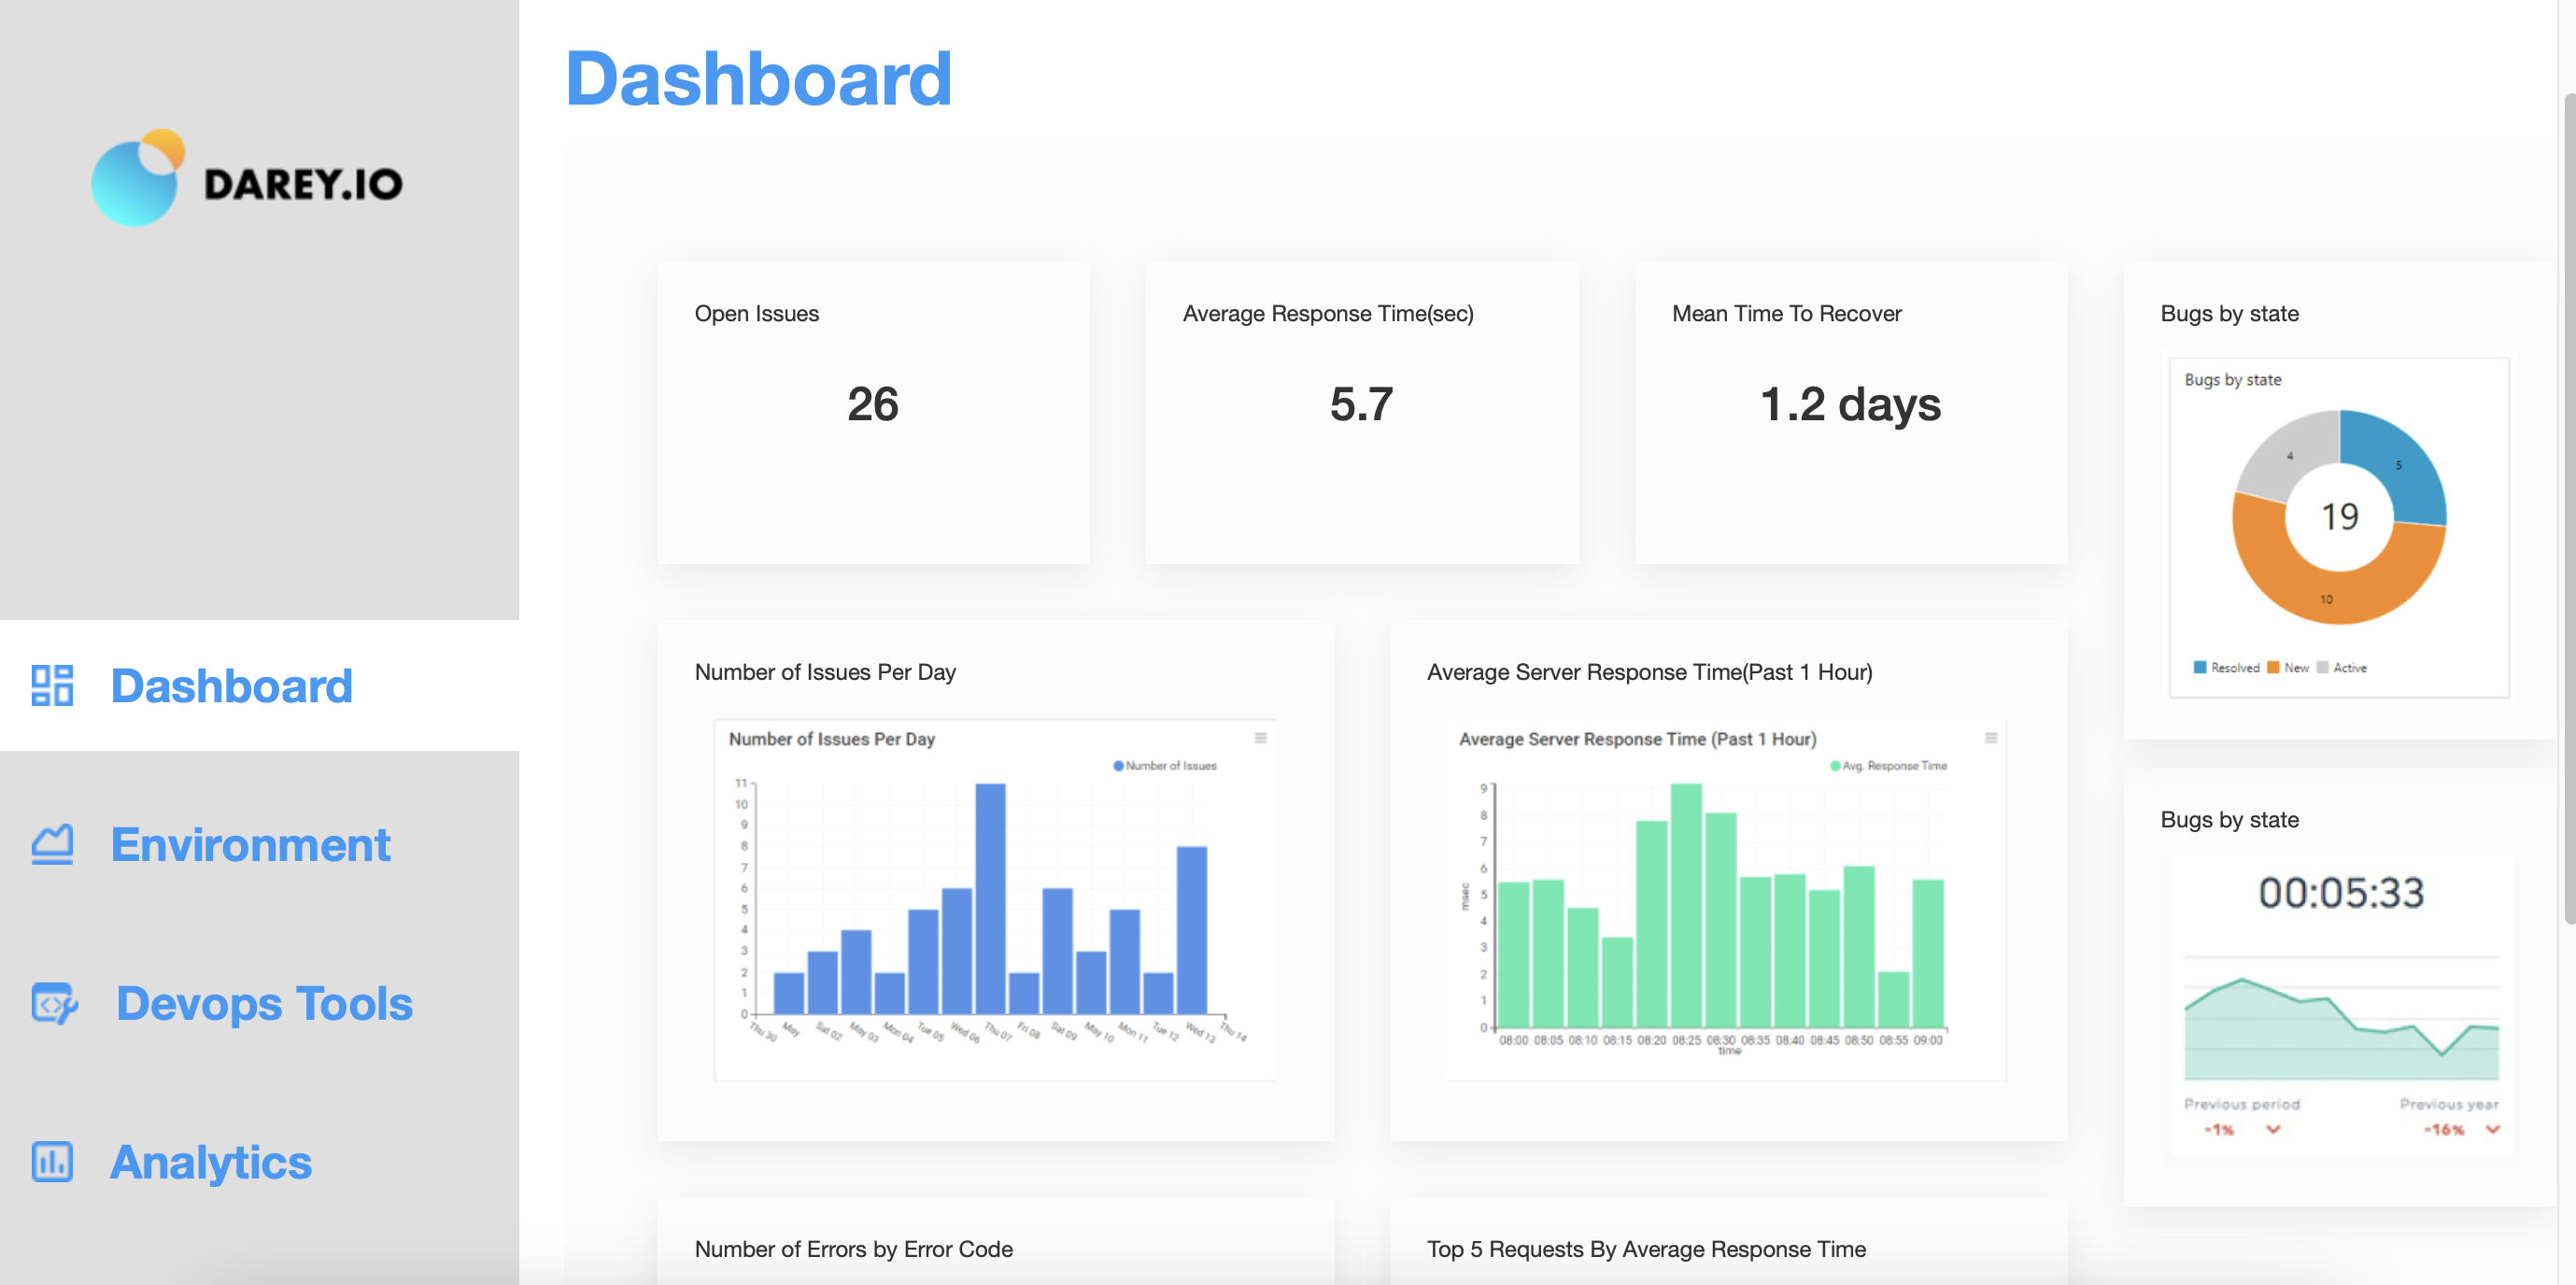 DAREY.IO
Dashboard
Environment
Devops Tools
Analytics
Dashboard
Open Issues
26
Average Response Time(sec)
5.7
Mean Time To Recover
1.2 days
Bugs by state
Bugs by state
4
5
19
10
Resolved New Active
Number of Issues Per Day
Number of Issues Per Day
Number of Issues
11
10
9
8
7
6
5
4
3
2
1
0
Thu 30 May Sat 02 May 03 Mon 04 Tue 05 Wed 06 Thu 07 Fri 08 Sat 09 May 10 Mon 11 Tue 12 Wed 13 Thu 14
Average Server Response Time(Past 1 Hour)
Average Server Response Time (Past 1 Hour)
Avg. Response Time
9
8
7
6
5
4
3
2
1
0
msec
08:00 08:05 08:10 08:15 08:20 08:25 08:30 08:35 08:40 08:45 08:50 08:55 09:00
time
Bugs by state
00:05:33
Previous period Previous year
-1% -16%
Number of Errors by Error Code
Top 5 Requests By Average Response Time